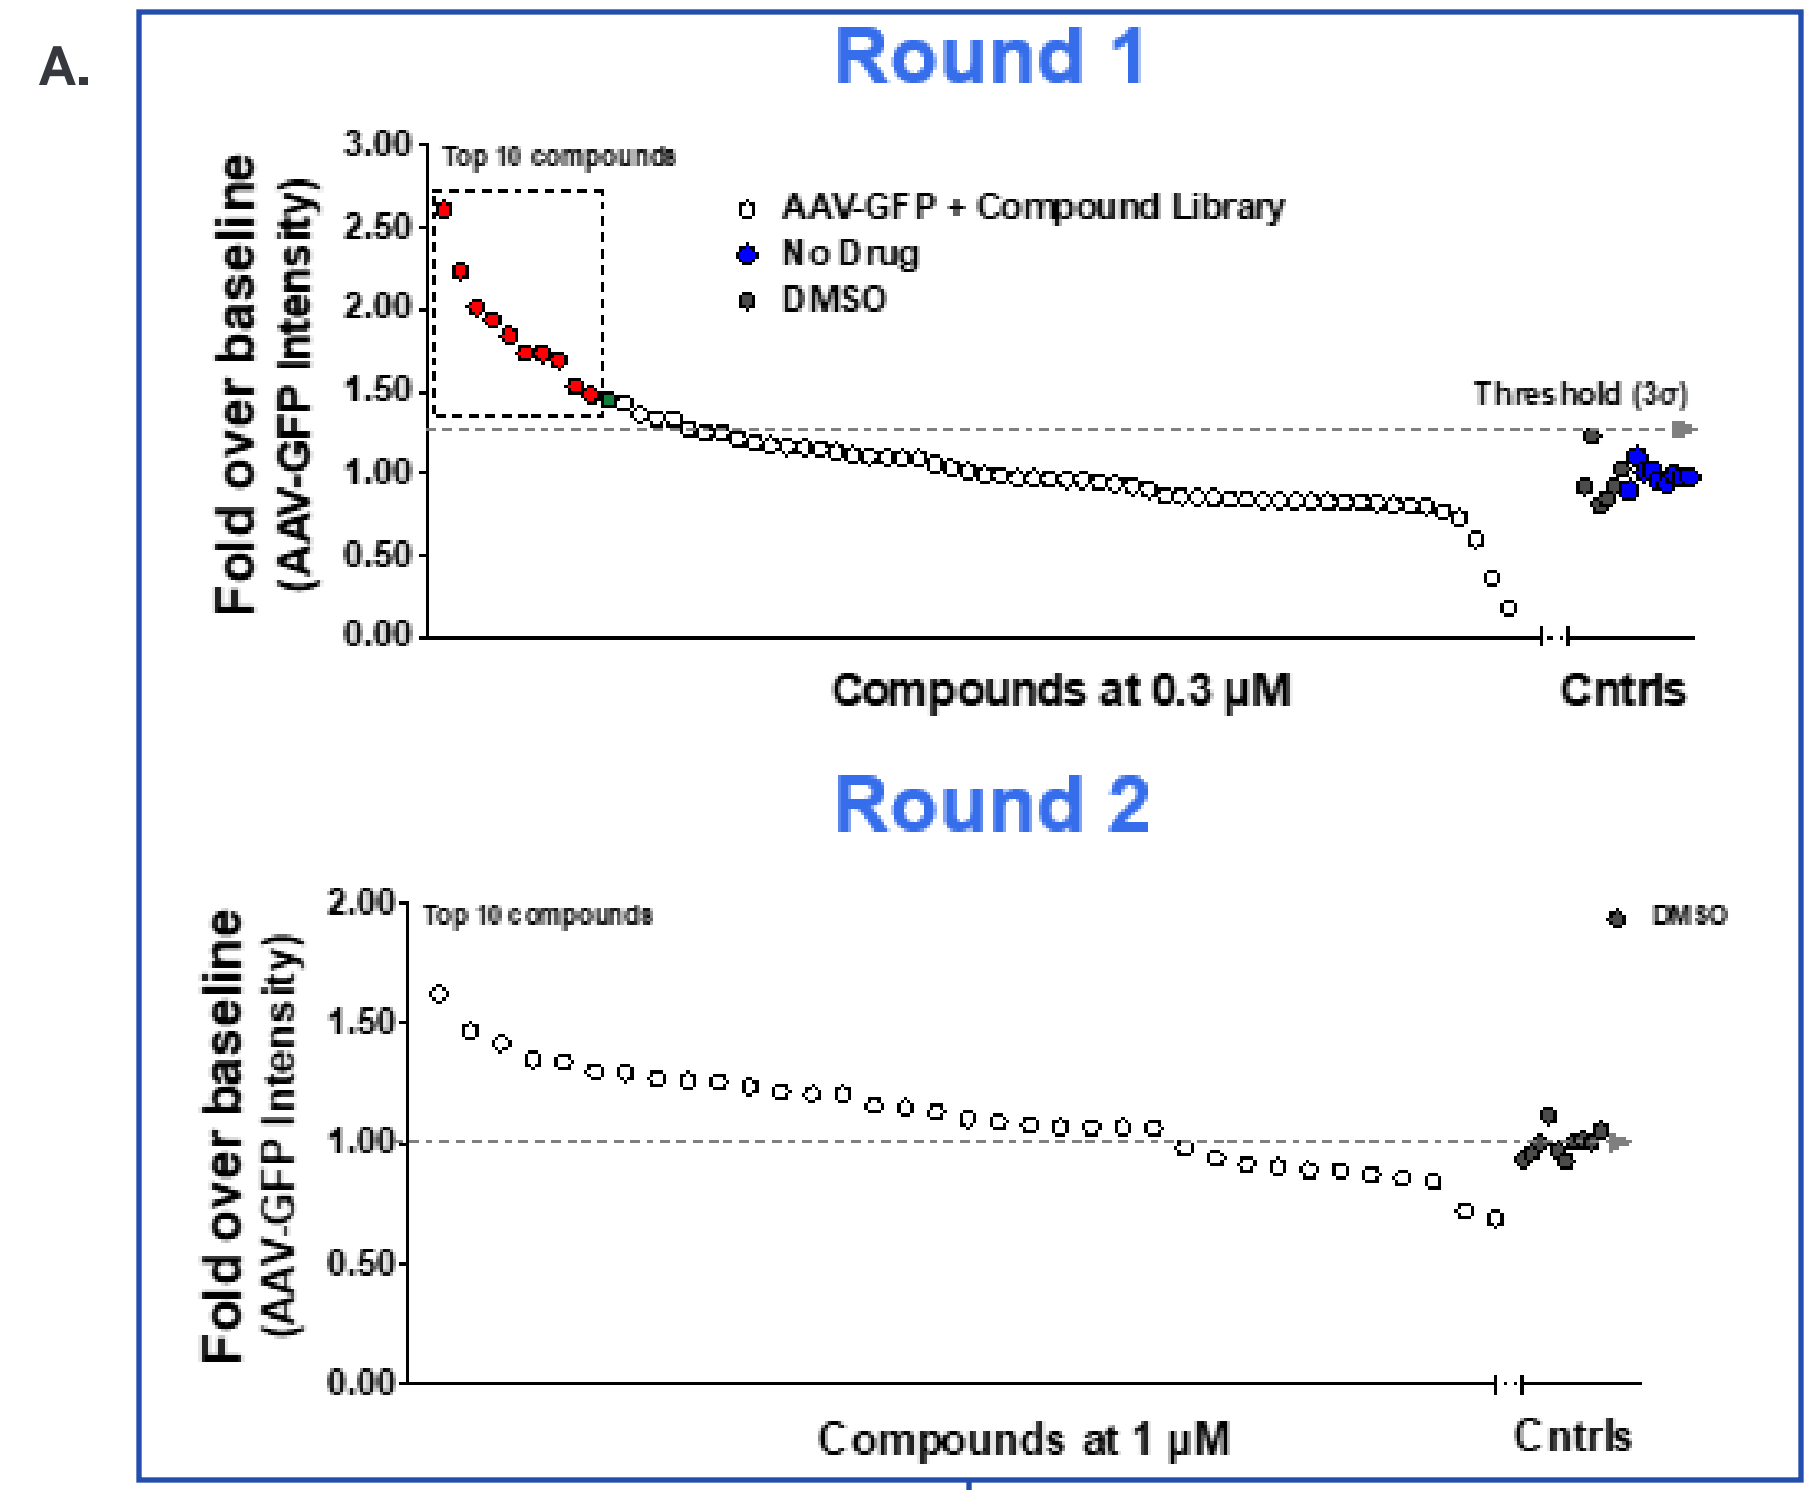 A.
Round 1
Fold over baseline
(AAV-GFP Intensity)
3.00
2.50
2.00
1.50
1.00
0.50
0.00
Top 10 compounds
AAV-GFP + Compound Library
No Drug
DMSO
Threshold (3σ)
Compounds at 0.3 µM
Cntrls
Round 2
Fold over baseline
(AAV-GFP Intensity)
2.00
1.50
1.00
0.50
0.00
Top 10 compounds
DMSO
Compounds at 1 µM
Cntrls